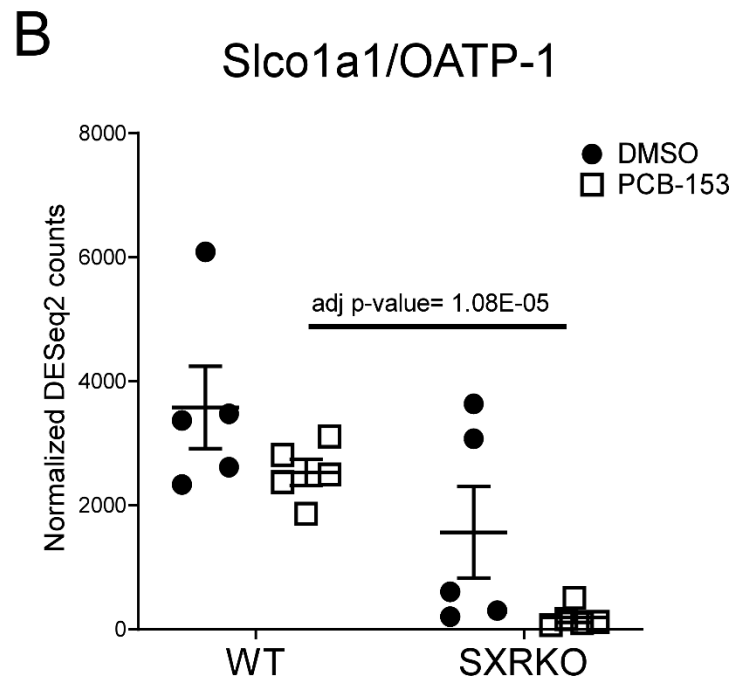 B
Slco1a1/OATP-1
8000
6000
4000
2000
0
Normalized DESeq2 counts
DMSO
PCB-153
adj p-value= 1.08E-05
WT
SXRKO